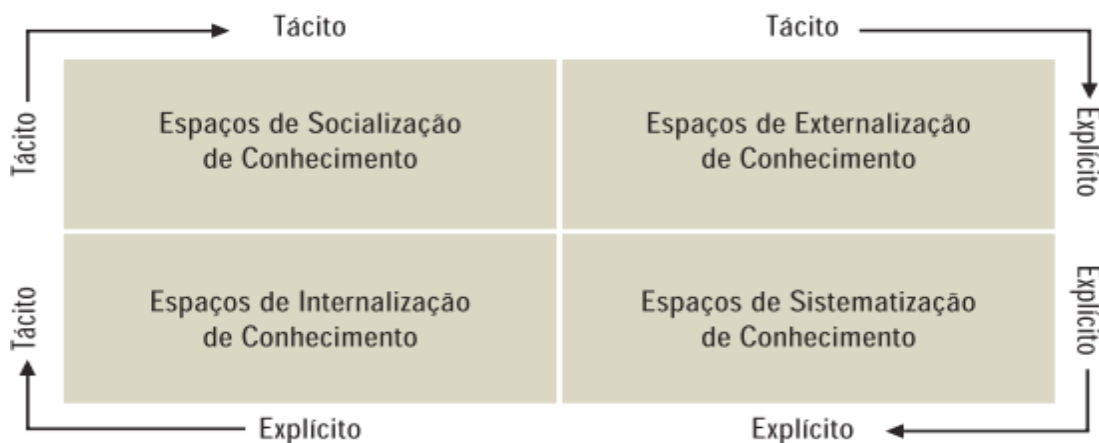 Tácito
Tácito
Tácito
Explícito
Espaços de Socialização
de Conhecimento
Espaços de Externalização
de Conhecimento
Tácito
Explícito
Espaços de Internalização
de Conhecimento
Espaços de Sistematização
de Conhecimento
Explícito
Explícito